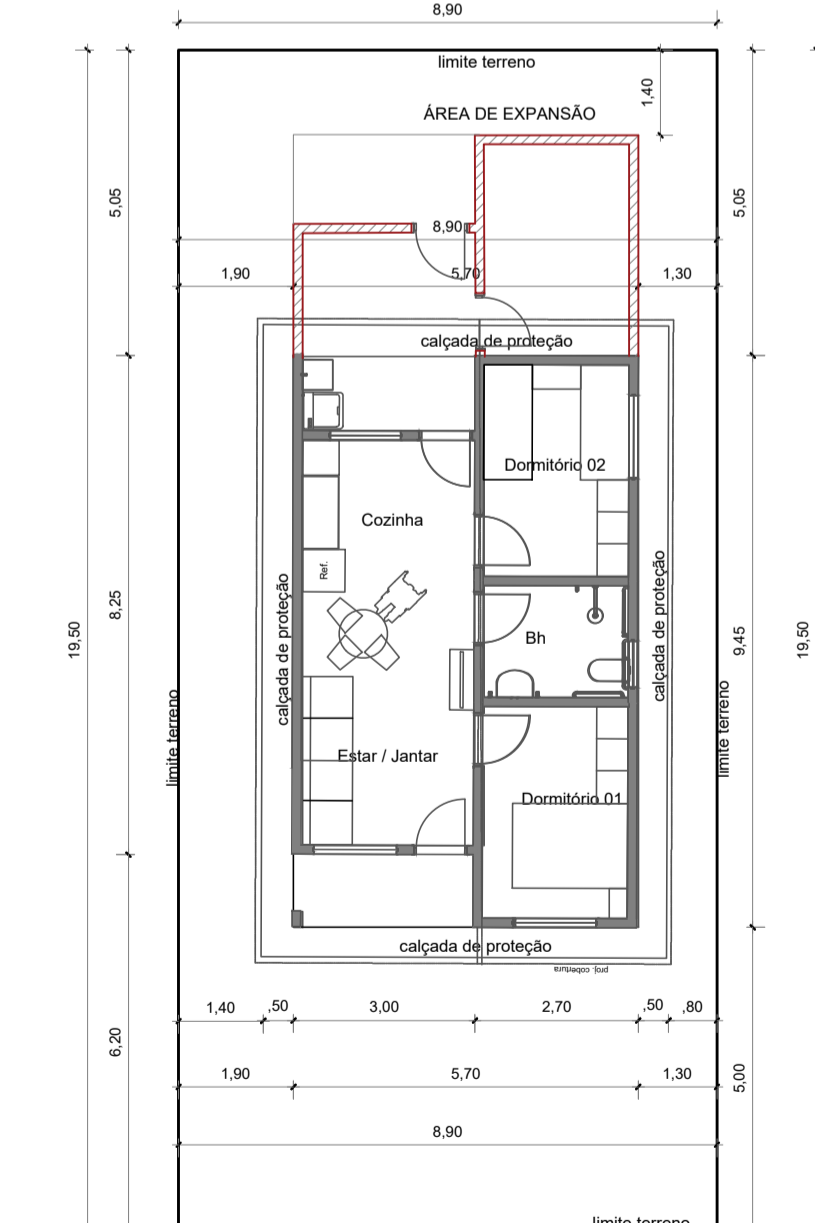 8,90
limite terreno
1,40
ÁREA DE EXPANSÃO
5,05
5,05
8,90
1,90
5,70
1,30
calçada de proteção
Dormitório 02
Cozinha
Ref.
calçada de proteção
calçada de proteção
8,25
19,50
9,45
19,50
Bh
limite terreno
limite terreno
Estar / Jantar
Dormitório 01
calçada de proteção
proj. cobertura
1,40
,50
3,00
2,70
,50
,80
6,20
5,00
1,90
5,70
1,30
8,90
limite terreno